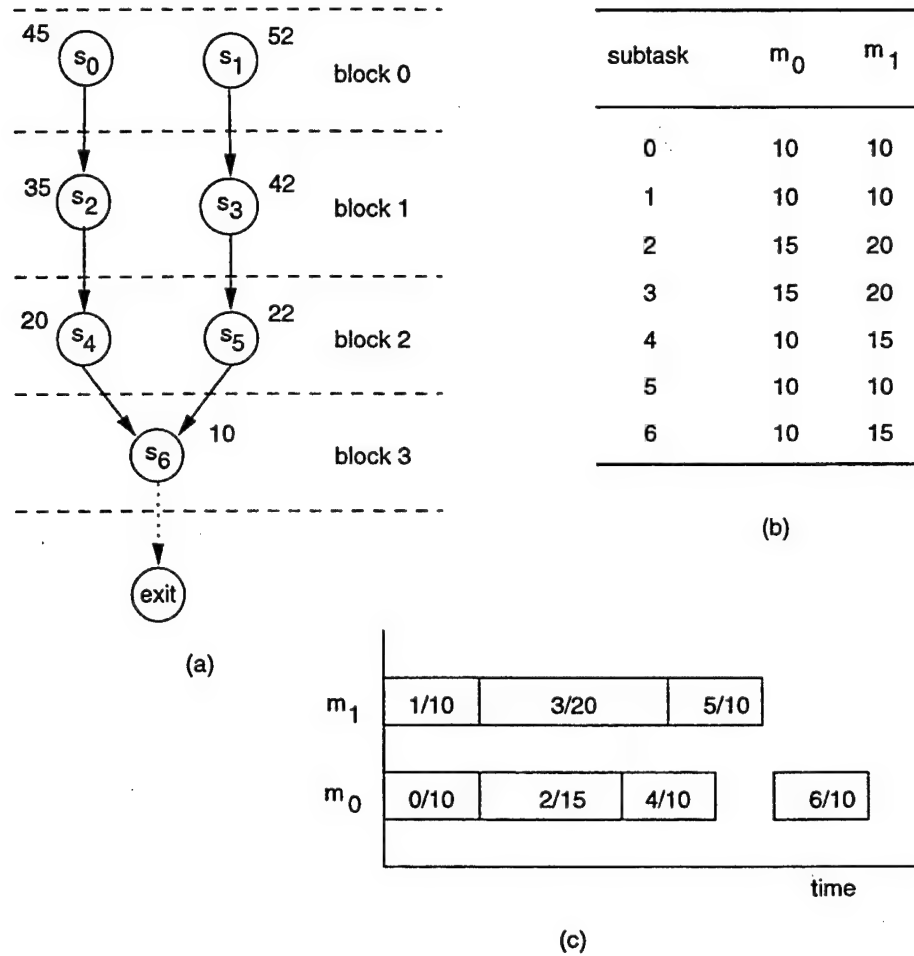 45 s0 52 s1 block 0
35 s2 42 s3 block 1
20 s4 22 s5 block 2
s6 10 block 3
exit
(a)
subtask m0 m1
0 10 10
1 10 10
2 15 20
3 15 20
4 10 15
5 10 10
6 10 15
(b)
m1 1/10 3/20 5/10
m0 0/10 2/15 4/10 6/10
time
(c)